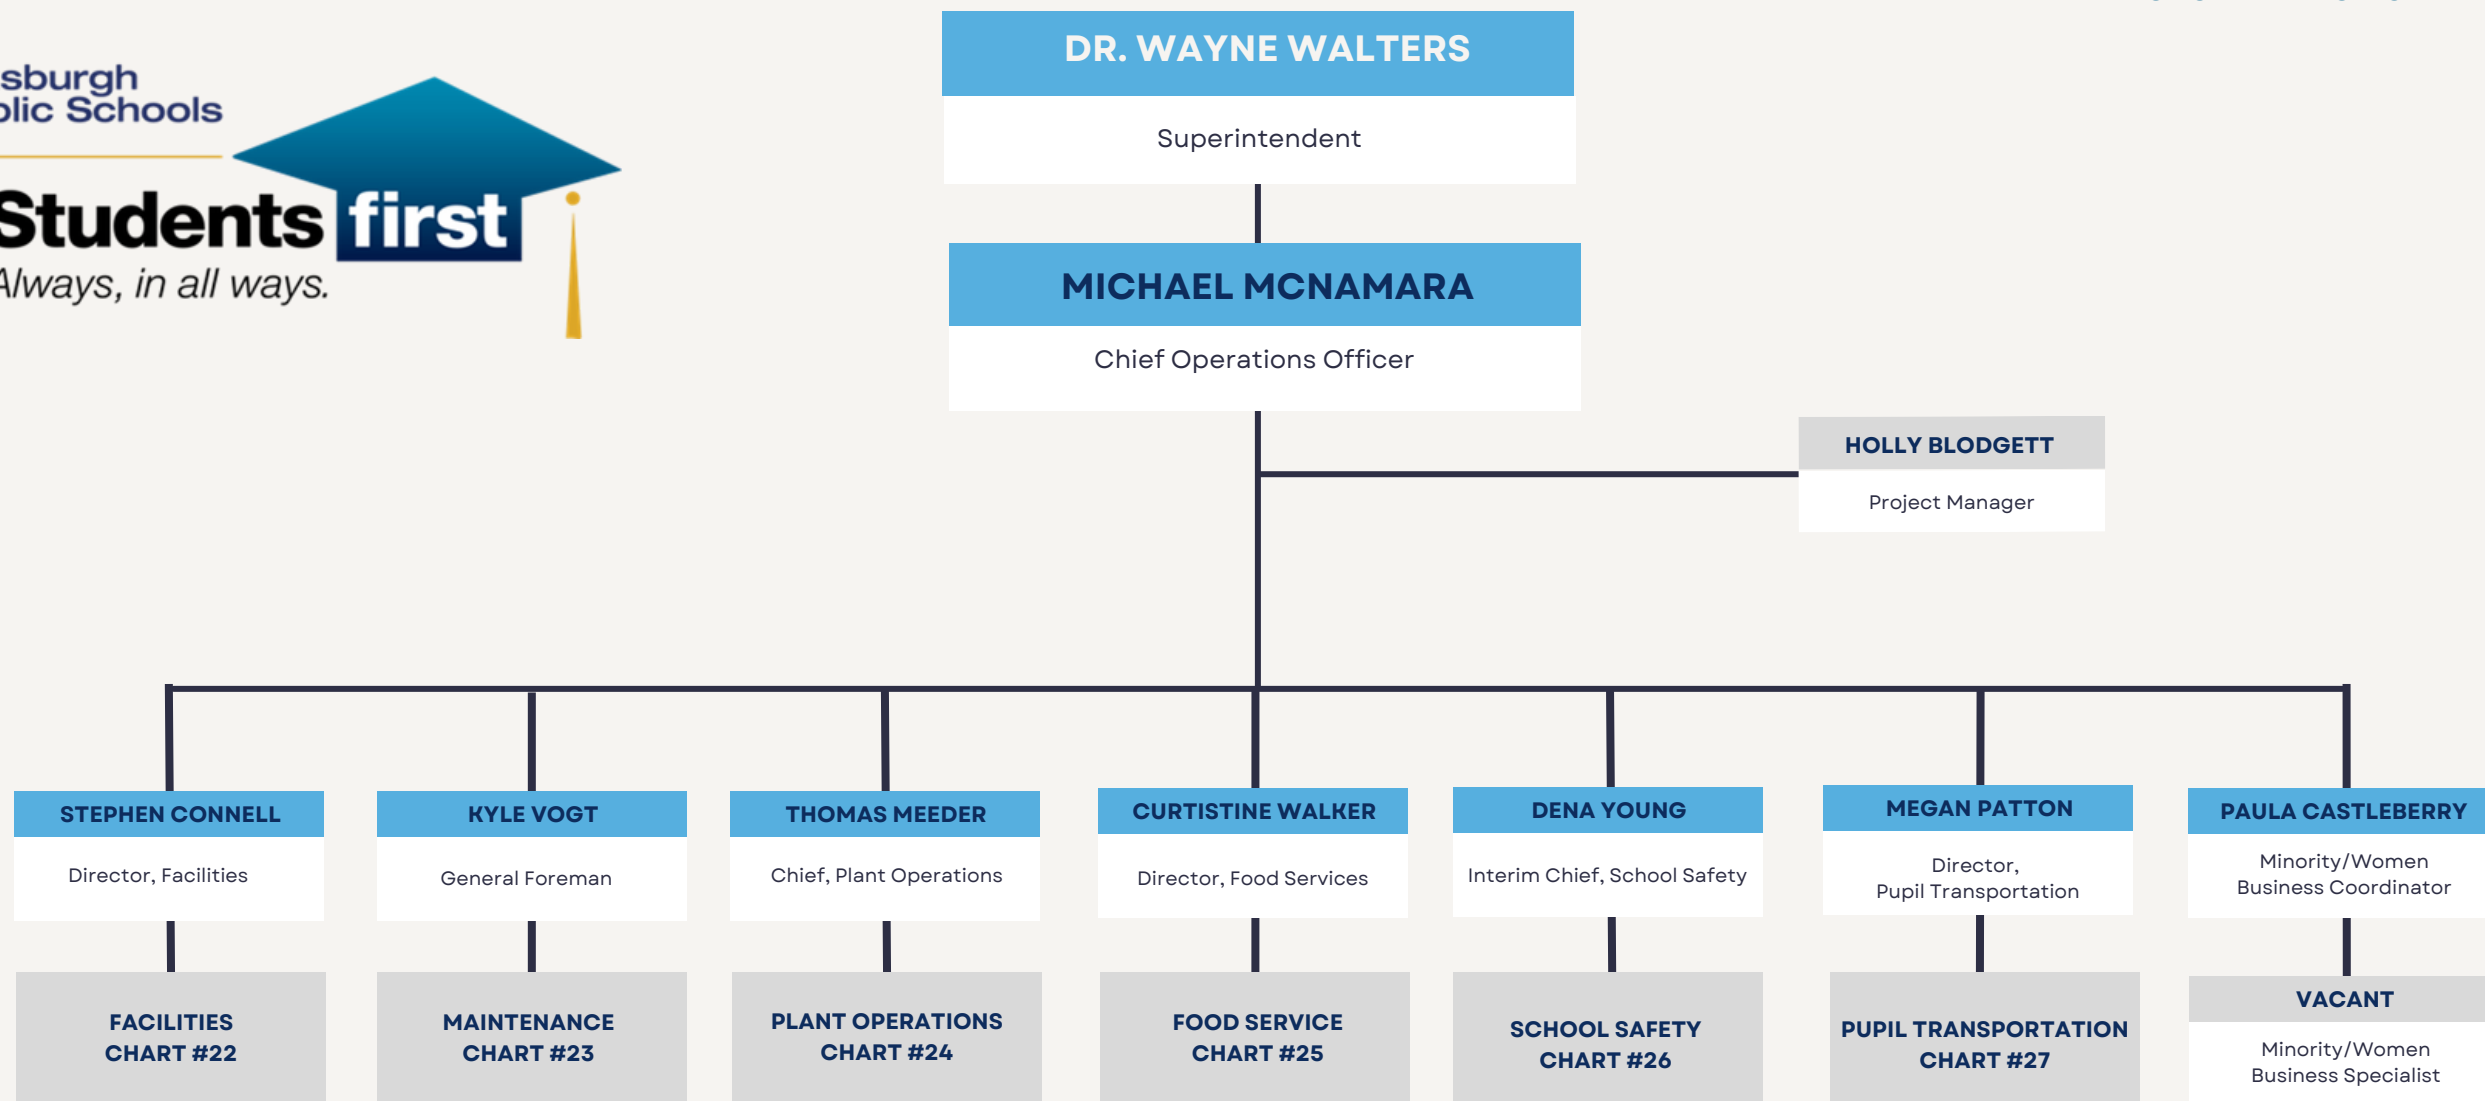 DR. WAYNE WALTERS
Superintendent
Schools
Students first
Always, in all ways.
MICHAEL MCNAMARA
Chief Operations Officer
HOLLY BLODGETT
Project Manager
STEPHEN CONNELL
Director, Facilities
FACILITIES
CHART #22
KYLE VOGT
General Foreman
MAINTENANCE
CHART #23
THOMAS MEEDER
Chief, Plant Operations
PLANT OPERATIONS
CHART #24
CURTISTINE WALKER
Director, Food Services
FOOD SERVICE
CHART #25
DENA YOUNG
Interim Chief, School Safety
SCHOOL SAFETY
CHART #26
MEGAN PATTON
Director,
Pupil Transportation
PUPIL TRANSPORTATION
CHART #27
PAULA CASTLEBERRY
Minority/Women
Business Coordinator
VACANT
Minority/Women
Business Specialist